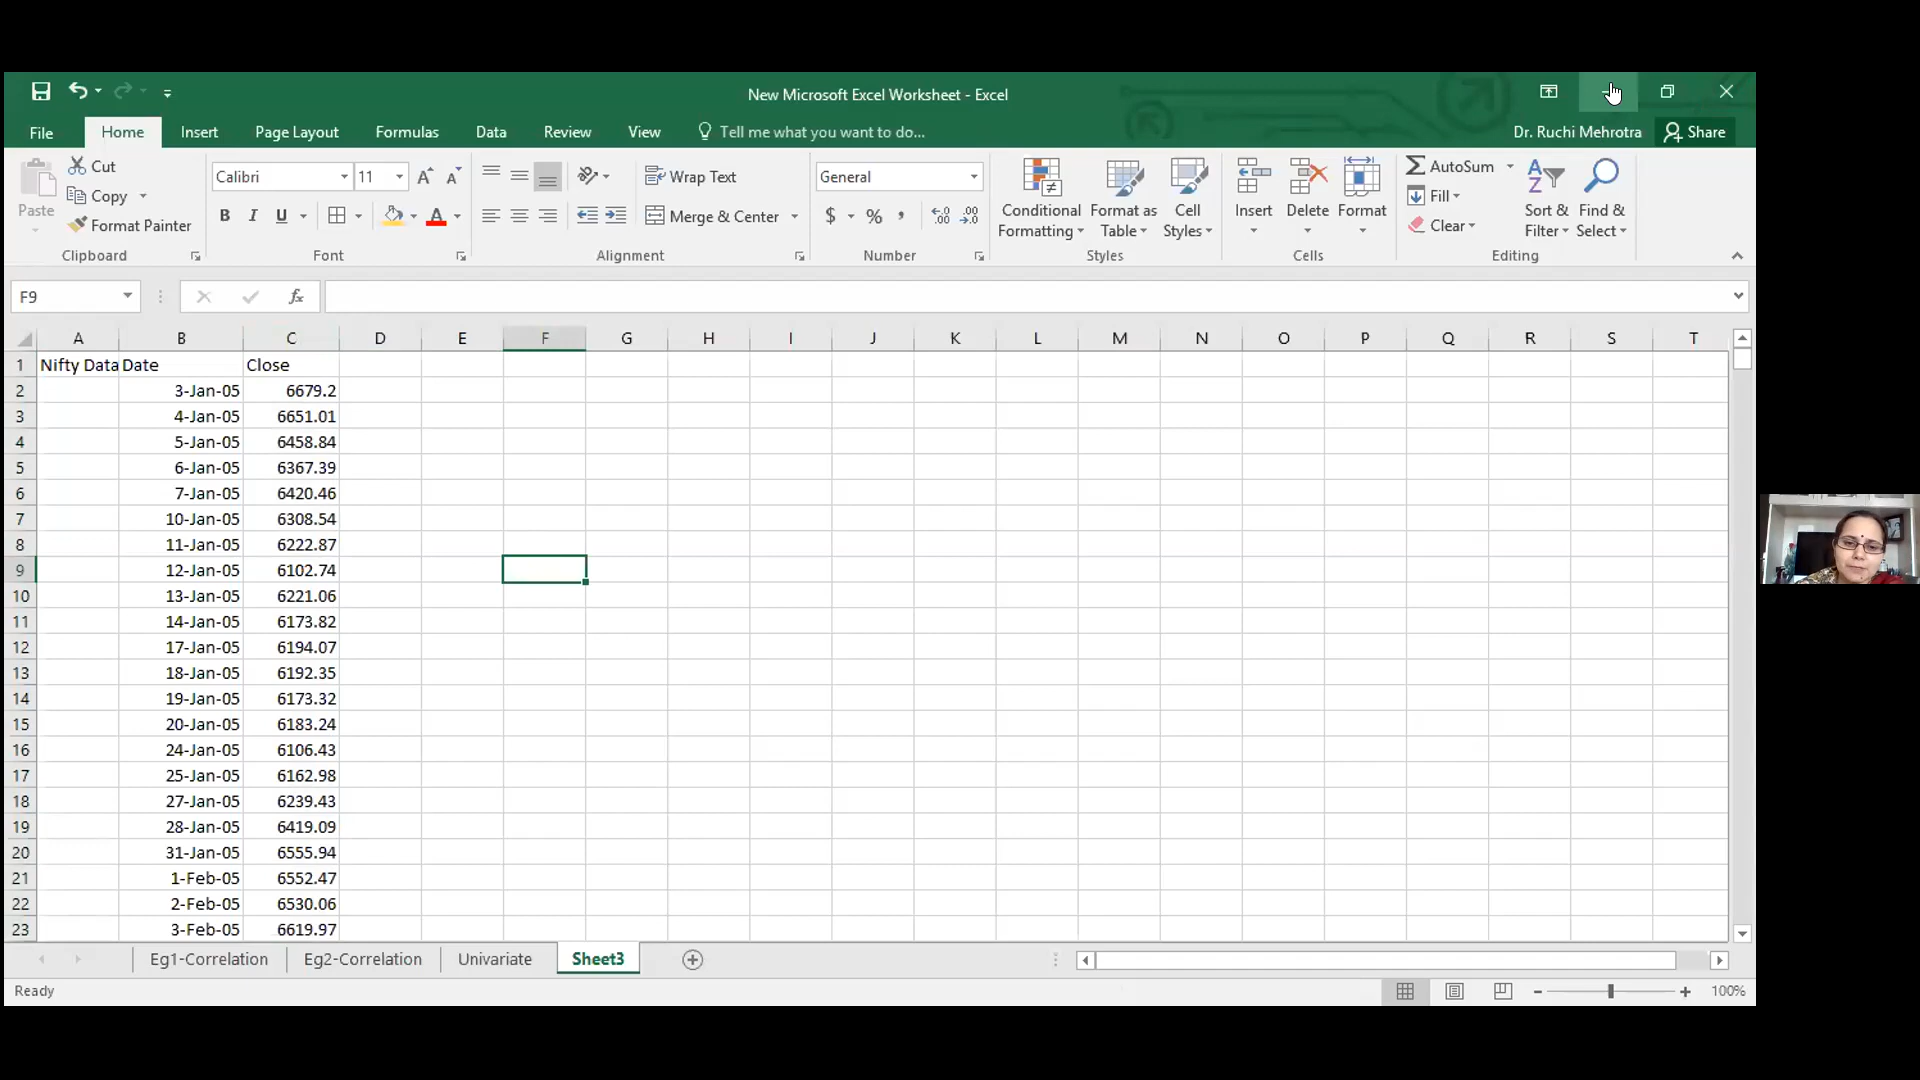 New Microsoft Excel Worksheet - Excel
File Home Insert Page Layout Formulas Data Review View Tell me what you want to do... Dr. Ruchi Mehrotra Share
Paste
Cut
Copy
Format Painter
Clipboard
Calibri 11
B I U
Font
Wrap Text
Merge & Center
Alignment
General
$ %
Number
Conditional Formatting
Format as Table
Cell Styles
Styles
Insert Delete Format
Cells
AutoSum
Fill
Clear
Sort & Filter
Find & Select
Editing
F9 fx
A B C D E F G H I J K L M N O P Q R S T
1 Nifty Data Date Close
2 3-Jan-05 6679.2
3 4-Jan-05 6651.01
4 5-Jan-05 6458.84
5 6-Jan-05 6367.39
6 7-Jan-05 6420.46
7 10-Jan-05 6308.54
8 11-Jan-05 6222.87
9 12-Jan-05 6102.74
10 13-Jan-05 6221.06
11 14-Jan-05 6173.82
12 17-Jan-05 6194.07
13 18-Jan-05 6192.35
14 19-Jan-05 6173.32
15 20-Jan-05 6183.24
16 24-Jan-05 6106.43
17 25-Jan-05 6162.98
18 27-Jan-05 6239.43
19 28-Jan-05 6419.09
20 31-Jan-05 6555.94
21 1-Feb-05 6552.47
22 2-Feb-05 6530.06
23 3-Feb-05 6619.97
Eg1-Correlation Eg2-Correlation Univariate Sheet3
Ready 100%